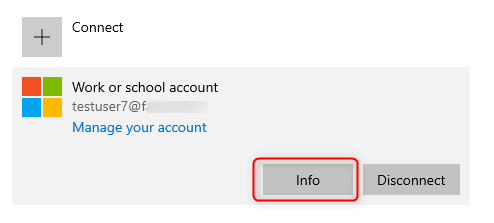 Connect
Work or school account
testuser7@f
Manage your account
Info
Disconnect